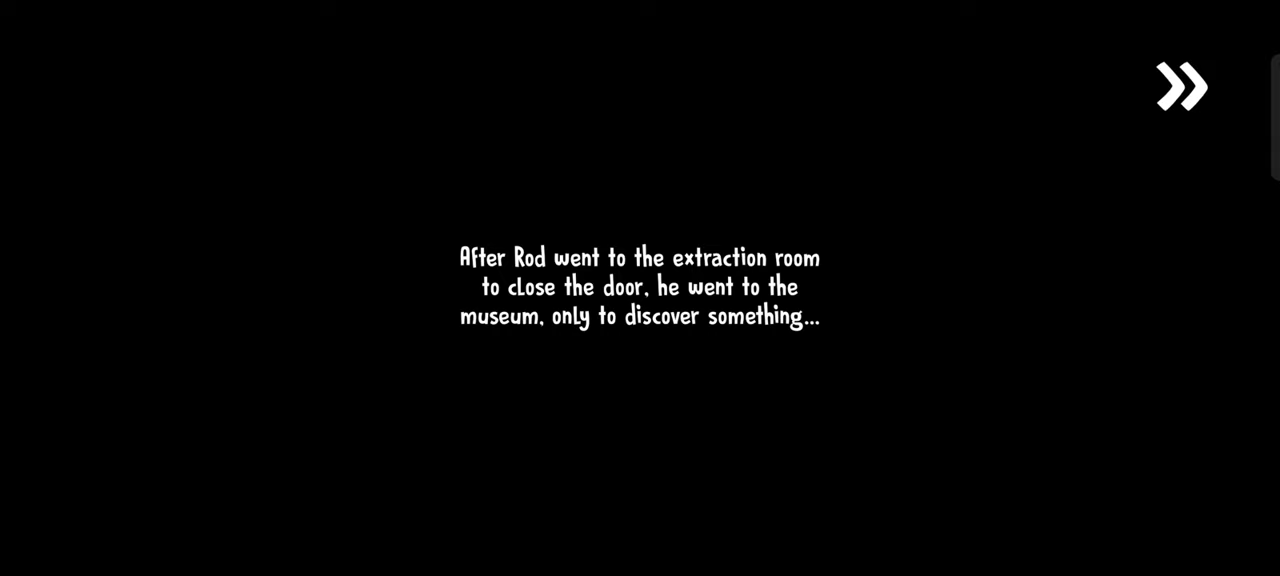 After Rod went to the extraction room
to close the door, he went to the
museum, only to discover something...